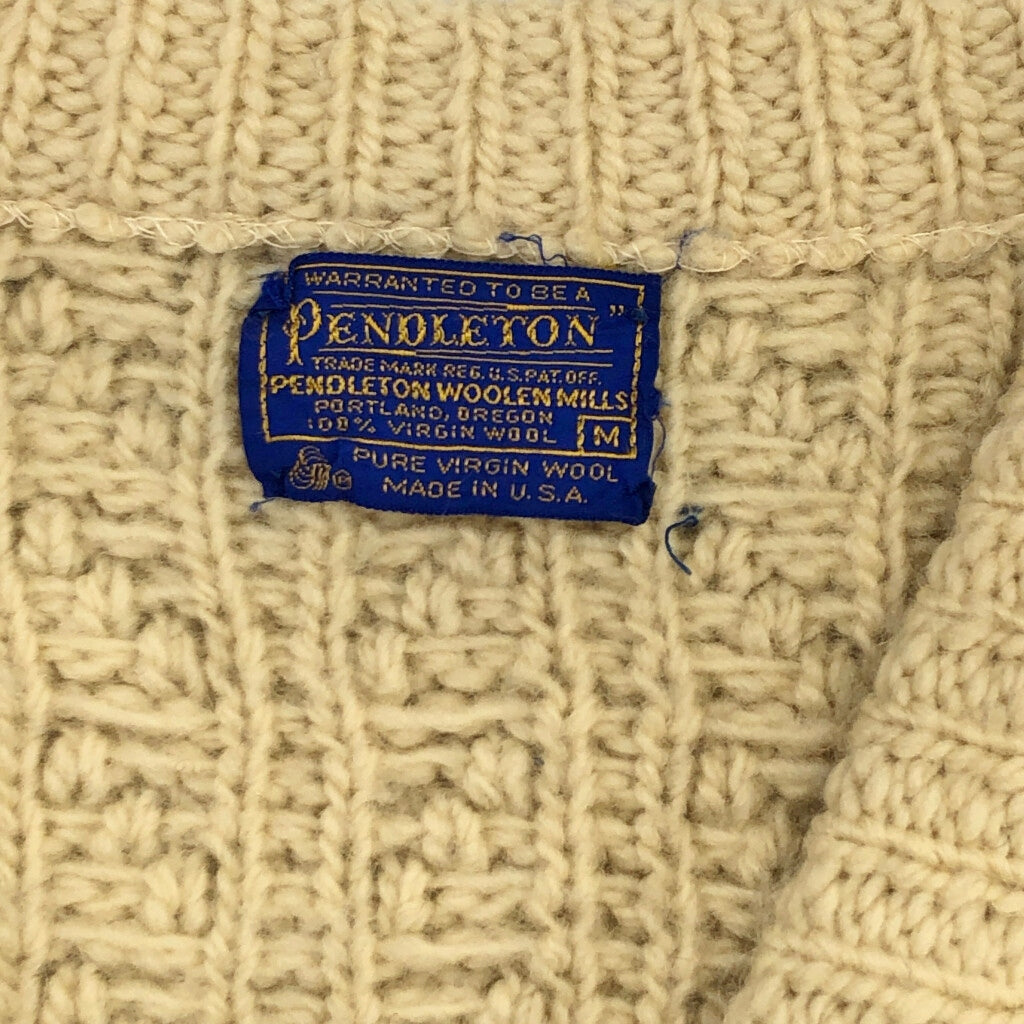 WARRANTED TO BE A
PENDLETON"
TRADE MARK REG. U.S. PAT. OFF.
PENDLETON WOOLEN MILLS
PORTLAND, OREGON
100% VIRGIN WOOL M
PURE VIRGIN WOOL
MADE IN U.S.A.